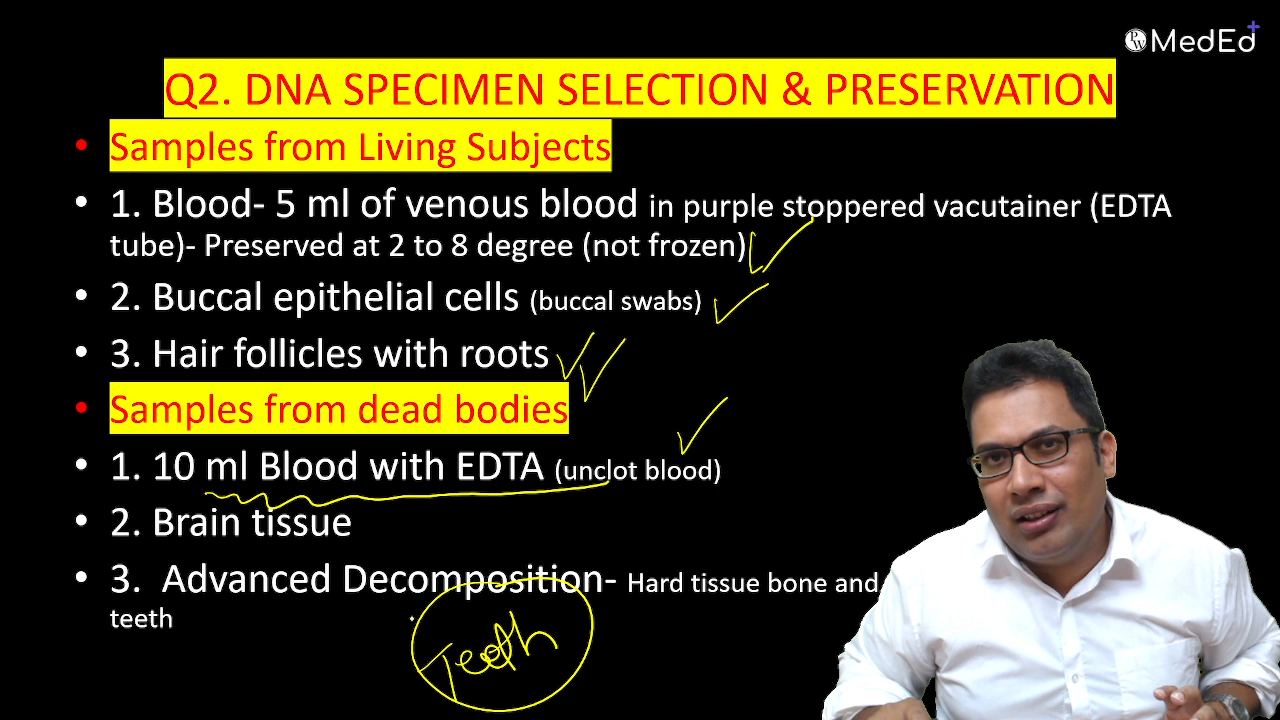 MedEd+
Q2. DNA SPECIMEN SELECTION & PRESERVATION
• Samples from Living Subjects
• 1. Blood- 5 ml of venous blood in purple stoppered vacutainer (EDTA
tube)- Preserved at 2 to 8 degree (not frozen)
• 2. Buccal epithelial cells (buccal swabs)
• 3. Hair follicles with roots
• Samples from dead bodies
• 1. 10 ml Blood with EDTA (unclot blood)
• 2. Brain tissue
• 3. Advanced Decomposition- Hard tissue bone and
teeth
Teeth